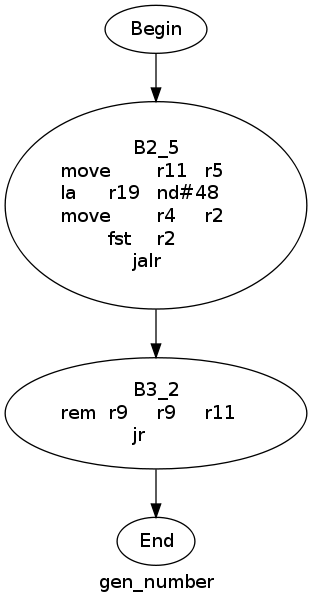 Begin
B2_5
move r11 r5
la r19 nd#48
move r4 r2
fst r2
jalr
B3_2
rem r9 r9 r11
jr
End
gen_number